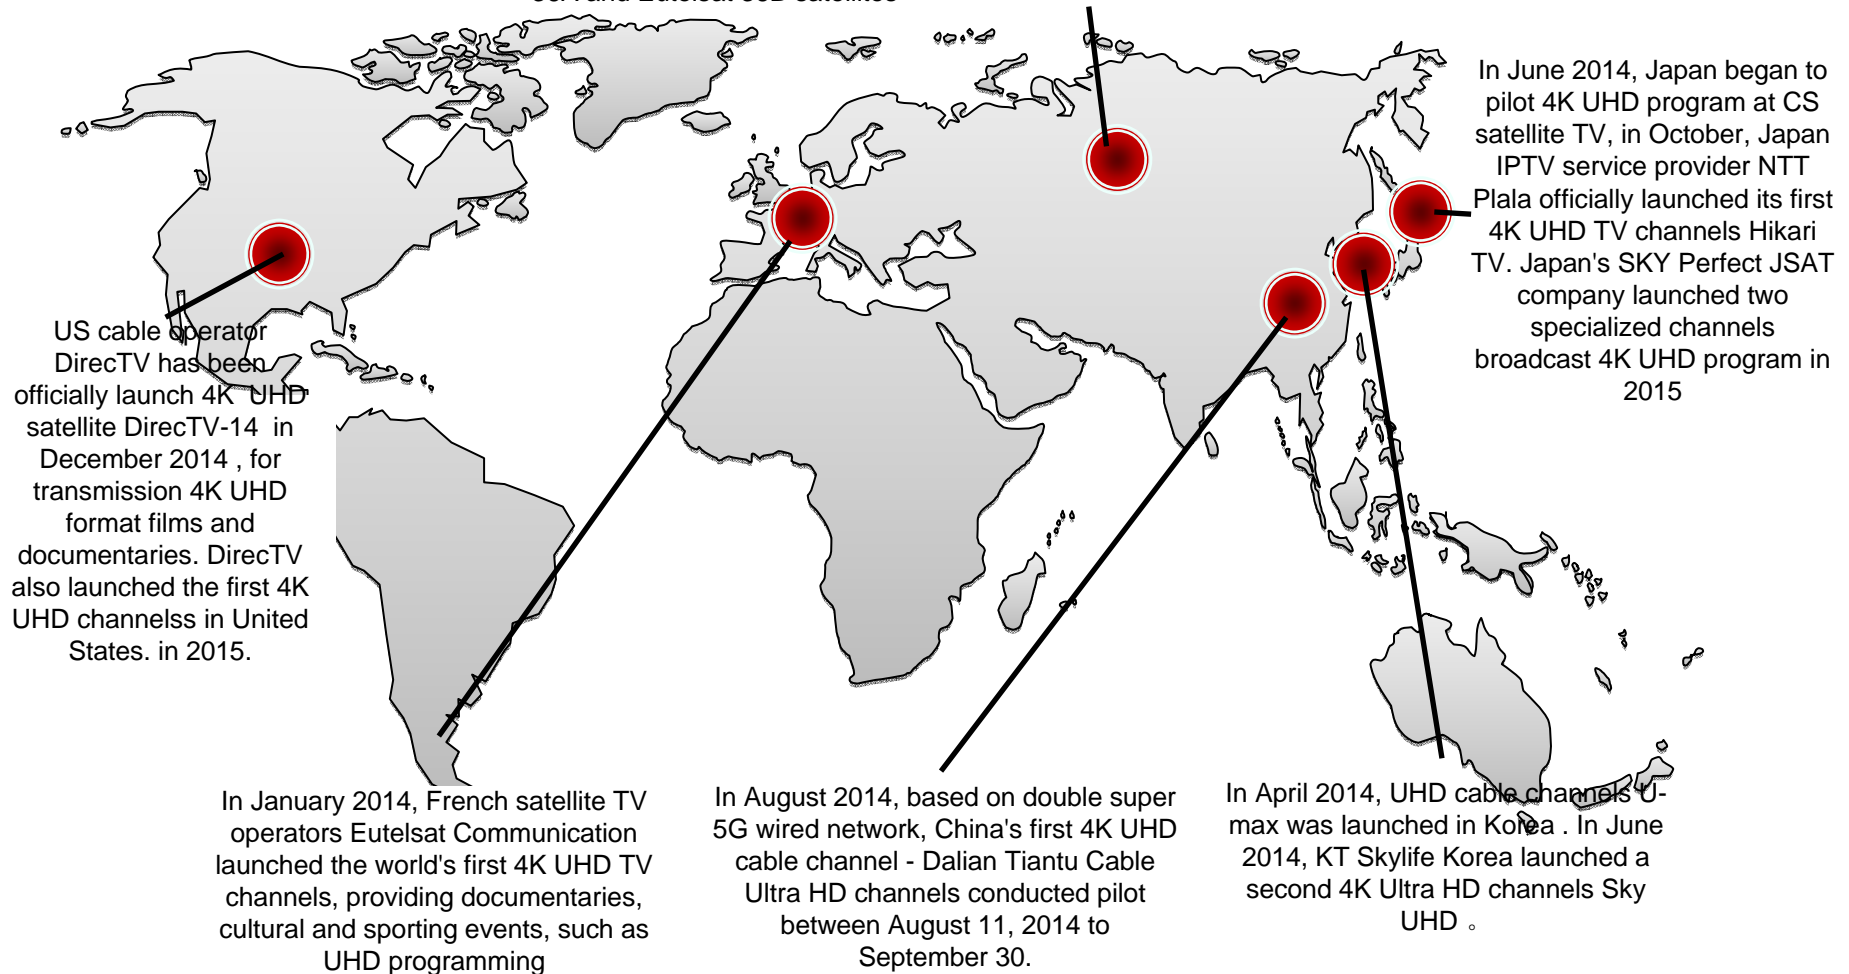 and Eutelsat satellites
In June 2014, Japan began to
pilot 4K UHD program at CS
satellite TV, in October, Japan
IPTV service provider NTT
Plala officially launched its first
4K UHD TV channels Hikari
TV. Japan's SKY Perfect JSAT
company launched two
specialized channels
broadcast 4K UHD program in
2015
US cable operator
DirecTV has been
officially launch 4K UHD
satellite DirecTV-14 in
December 2014 , for
transmission 4K UHD
format films and
documentaries. DirecTV
also launched the first 4K
UHD channelss in United
States. in 2015.
In January 2014, French satellite TV
operators Eutelsat Communication
launched the world's first 4K UHD TV
channels, providing documentaries,
cultural and sporting events, such as
UHD programming
In August 2014, based on double super
5G wired network, China's first 4K UHD
cable channel - Dalian Tiantu Cable
Ultra HD channels conducted pilot
between August 11, 2014 to
September 30.
In April 2014, UHD cable channels U-
max was launched in Korea . In June
2014, KT Skylife Korea launched a
second 4K Ultra HD channels Sky
UHD 。